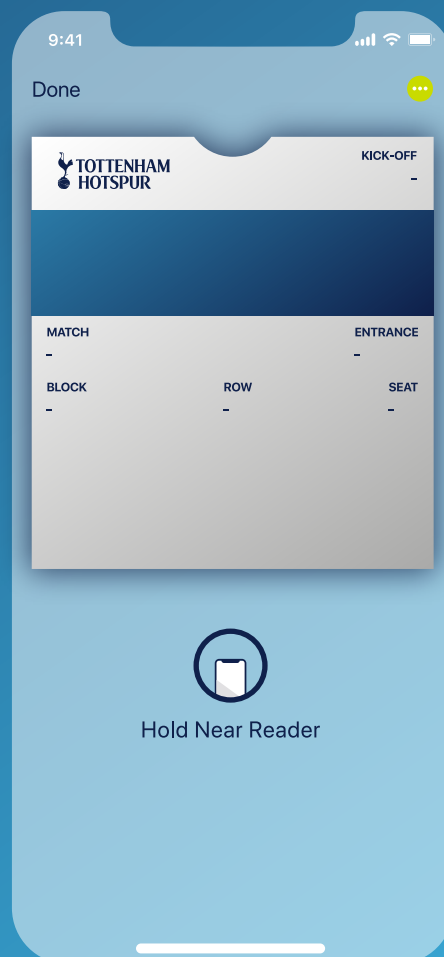 9:41
Done
TOTTENHAM
HOTSPUR
KICK-OFF
-
MATCH
ENTRANCE
-
-
BLOCK
ROW
SEAT
-
-
-
Hold Near Reader